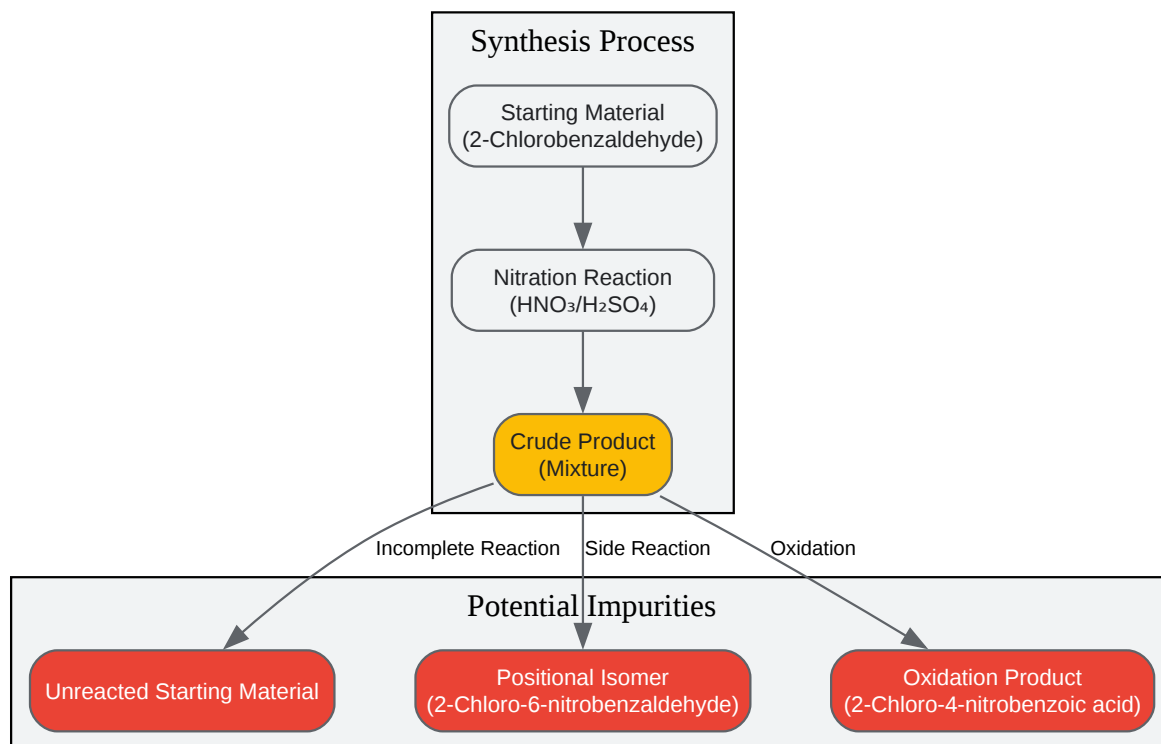 Synthesis Process
Starting Material
(2-Chlorobenzaldehyde)
Nitration Reaction
(HNO₃/H₂SO₄)
Crude Product
(Mixture)
Incomplete Reaction
Side Reaction
Oxidation
Potential Impurities
Unreacted Starting Material
Positional Isomer
(2-Chloro-6-nitrobenzaldehyde)
Oxidation Product
(2-Chloro-4-nitrobenzoic acid)